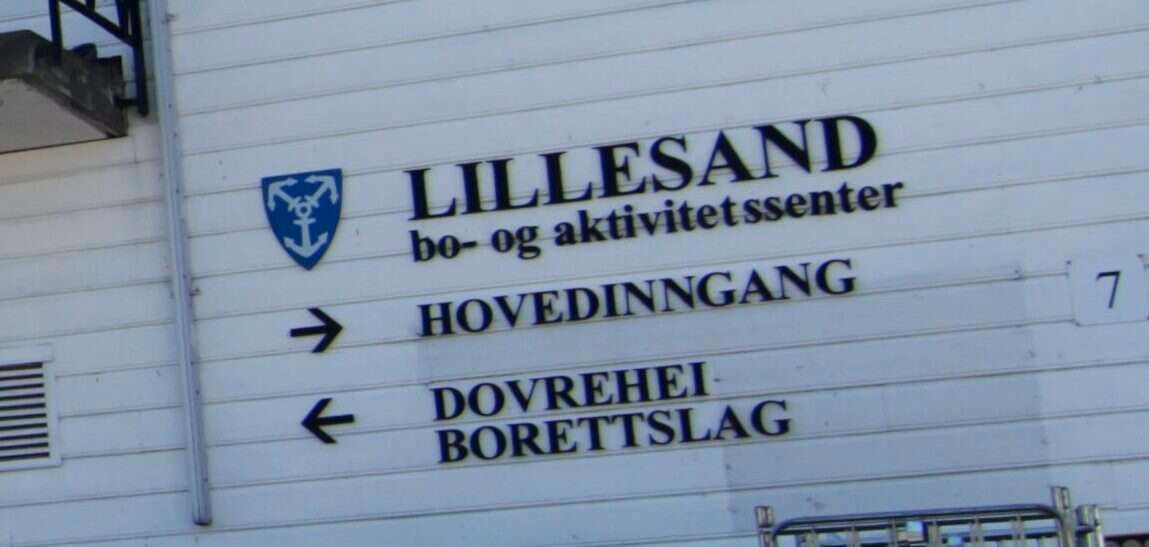 LILLESAND
bo- og aktivitetssenter
HOVEDINNGANG
7
DOVREHEI
BORETTSLAG